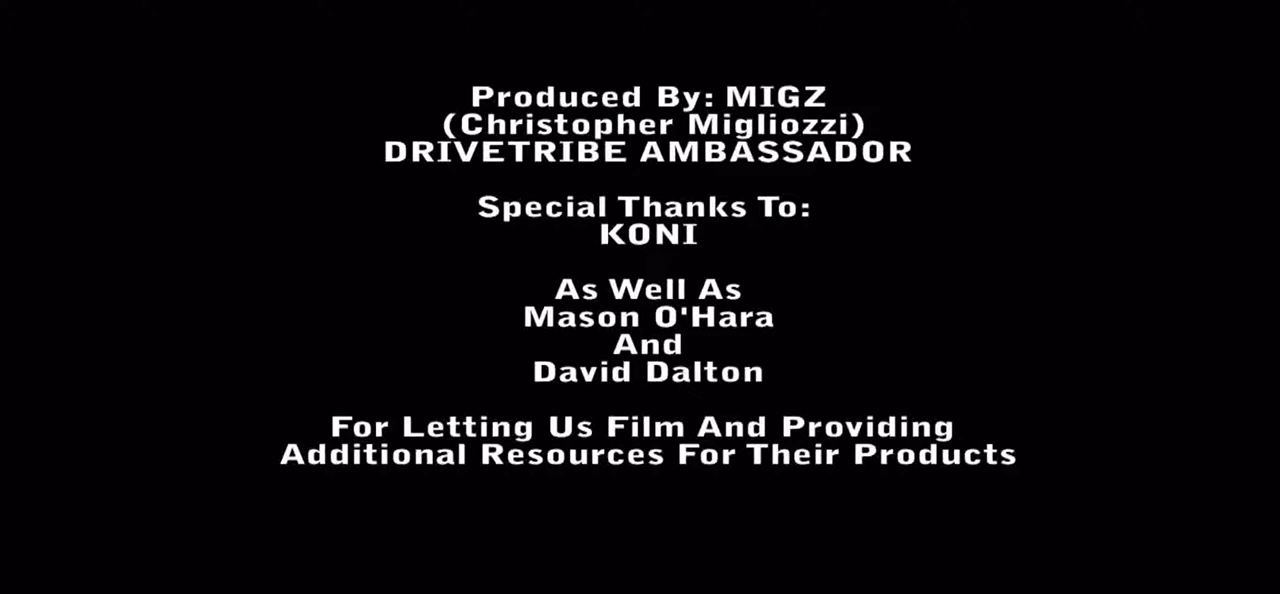 Produced By: MIGZ
(Christopher Migliozzi)
DRIVETRIBE AMBASSADOR
Special Thanks To:
KONI
As Well As
Mason O'Hara
And
David Dalton
For Letting Us Film And Providing
Additional Resources For Their Products